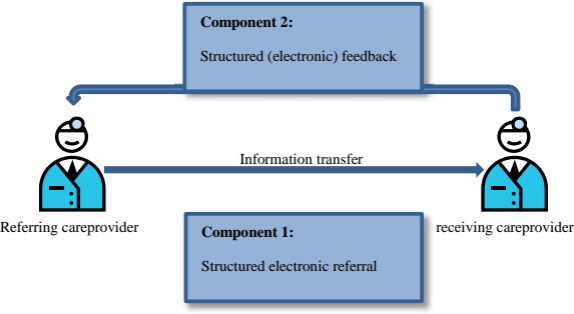 Component 2:
Structured (electronic) feedback
Information transfer
Referring careprovider
receiving careprovider
Component 1:
Structured electronic referral